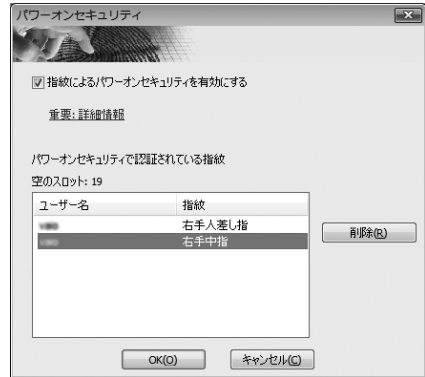 パワーオンセキュリティ
指紋によるパワーオンセキュリティを有効にする
重要: 詳細情報
パワーオンセキュリティで認証されている指紋
空のスロット: 19
ユーザー名 指紋
右手人差し指
右手中指
削除(R)
OK(O) キャンセル(C)